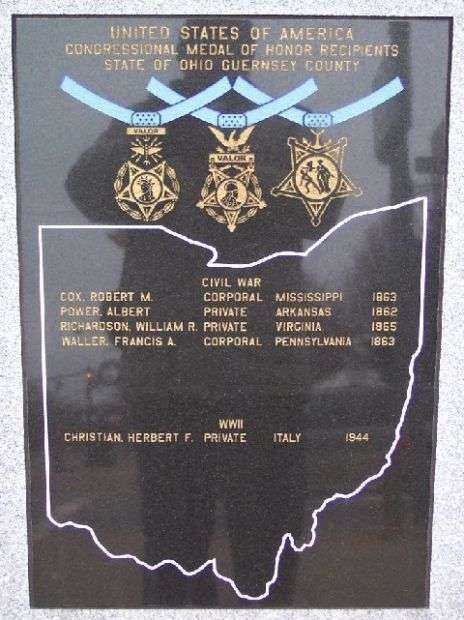 UNITED STATES OF AMERICA
CONGRESSIONAL MEDAL OF HONOR RECIPIENTS
STATE OF OHIO GUERNSEY COUNTY
VALOR
VALOR
CIVIL WAR
COX, ROBERT M. CORPORAL MISSISSIPPI 1863
POWER, ALBERT PRIVATE ARKANSAS 1862
RICHARDSON, WILLIAM R. PRIVATE VIRGINIA 1865
WALLER, FRANCIS A. CORPORAL PENNSYLVANIA 1863
WWII
CHRISTIAN, HERBERT F. PRIVATE ITALY 1944